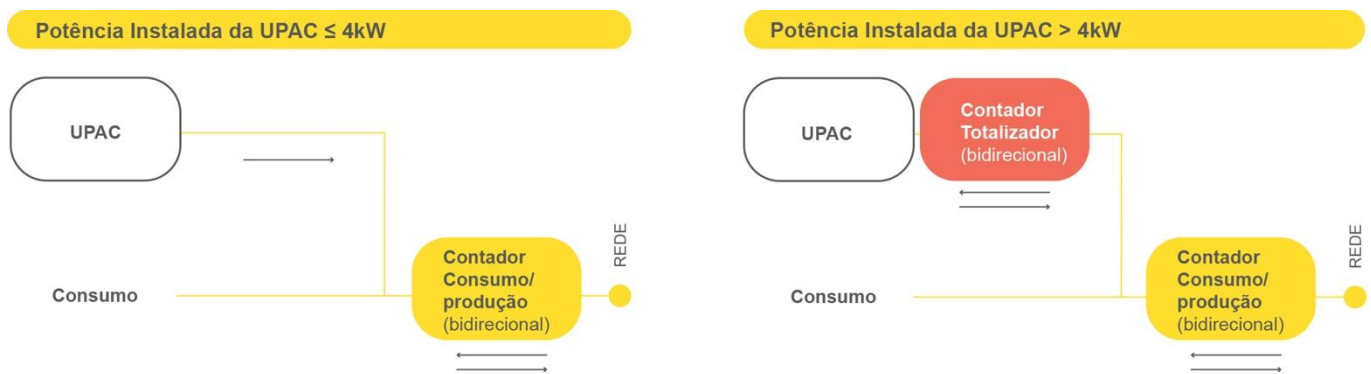 Potência Instalada da UPAC ≤ 4kW
UPAC
Consumo
Contador
Consumo/
produção
(bidirecional)
REDE
Potência Instalada da UPAC > 4kW
UPAC
Contador
Totalizador
(bidirecional)
Consumo
Contador
Consumo/
produção
(bidirecional)
REDE